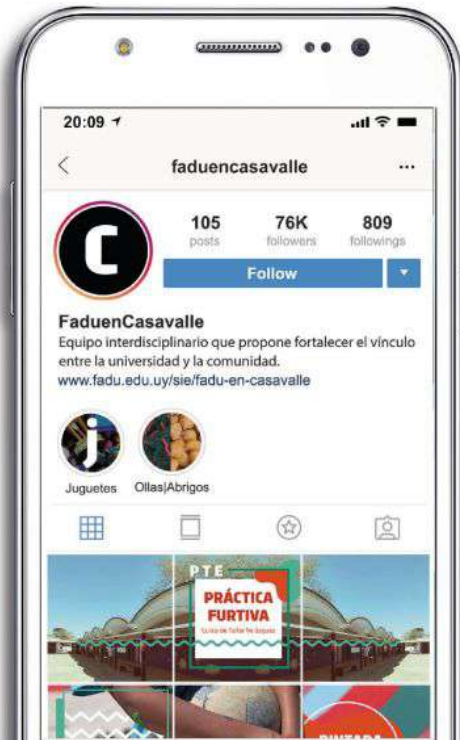 20:09
faduencasavalle
...
105 76K 809
posts followers followings
Follow
C
FaduenCasavalle
Equipo interdisciplinario que propone fortalecer el vínculo
entre la universidad y la comunidad.
www.fadu.edu.uy/sie/fadu-en-casavalle
j
Juguetes Ollas|Abrigos
PTE
PRÁCTICA
FURTIVA
PINTADA